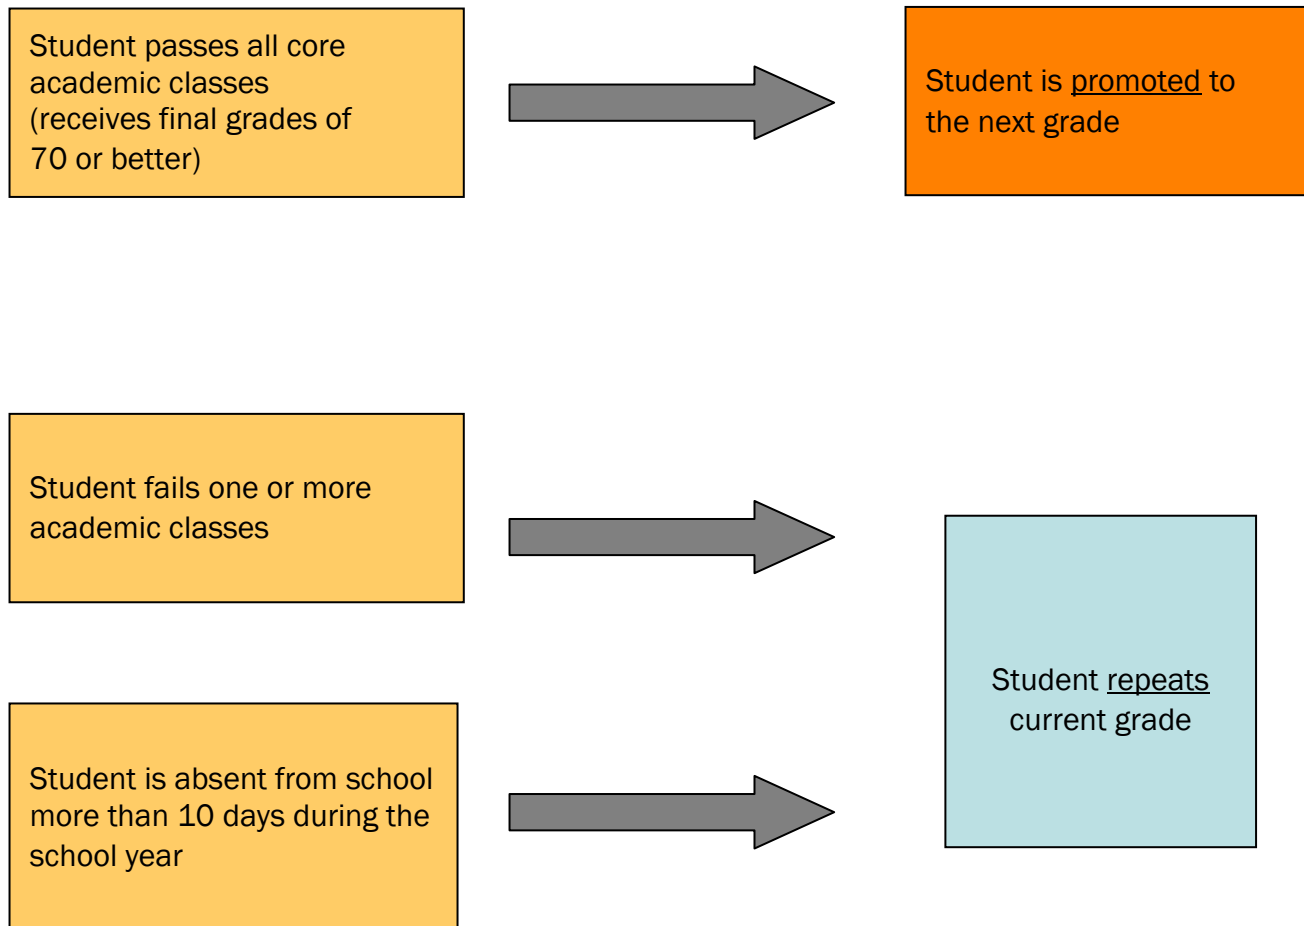 Student passes all core
academic classes
(receives final grades of
70 or better)
Student is promoted to
the next grade
Student fails one or more
academic classes
Student repeats
current grade
Student is absent from school
more than 10 days during the
school year